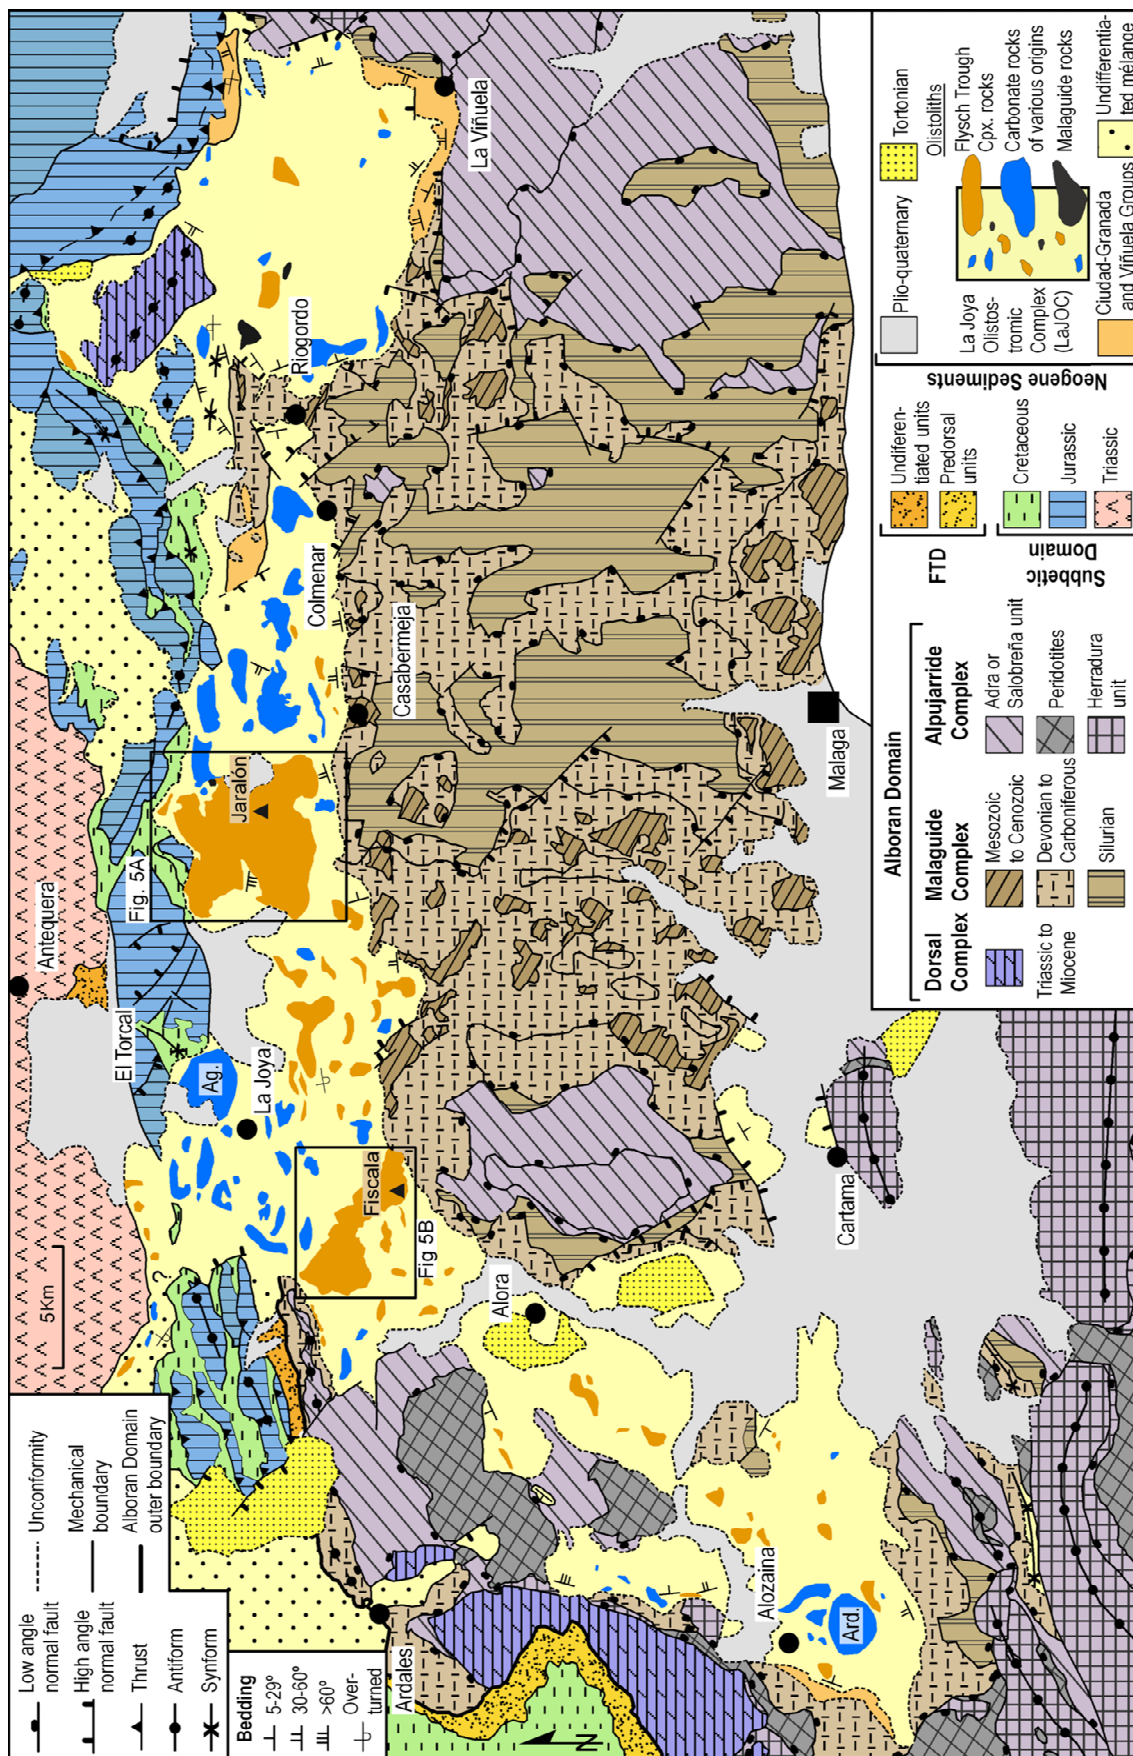 Low angle
normal fault
High angle
normal fault
Thrust
Antiform
Synform
Unconformity
Mechanical
boundary
Alboran Domain
outer boundary
Bedding
5-29º
30-60º
>60º
Over-
turned
5Km
N
?
Antequera
El Torcal
Fig. 5A
Jaralón
Ag.
La Joya
Fiscala
Fig 5B
Casabermeja
Colmenar
Riogordo
La Viñuela
Ardales
Alora
Alozaina
Ard.
Cartama
Malaga
Alboran Domain
Dorsal
Complex
Triassic to
Miocene
Malaguide
Complex
Mesozoic
to Cenozoic
Devonian to
Carboniferous
Silurian
Alpujarride
Complex
Adra or
Salobreña unit
Peridotites
Herradura
unit
FTD
Undiferen-
tiated units
Predorsal
units
Subbetic
Domain
Cretaceous
Jurassic
Triassic
Neogene Sediments
Plio-quaternary
Tortonian
La Joya
Olistos-
tromic
Complex
(LaJOC)
Olistoliths
Flysch Trough
Cpx. rocks
Carbonate rocks
of various origins
Malaguide rocks
Ciudad-Granada
and Viñuela Groups
Undifferentia-
ted mélange